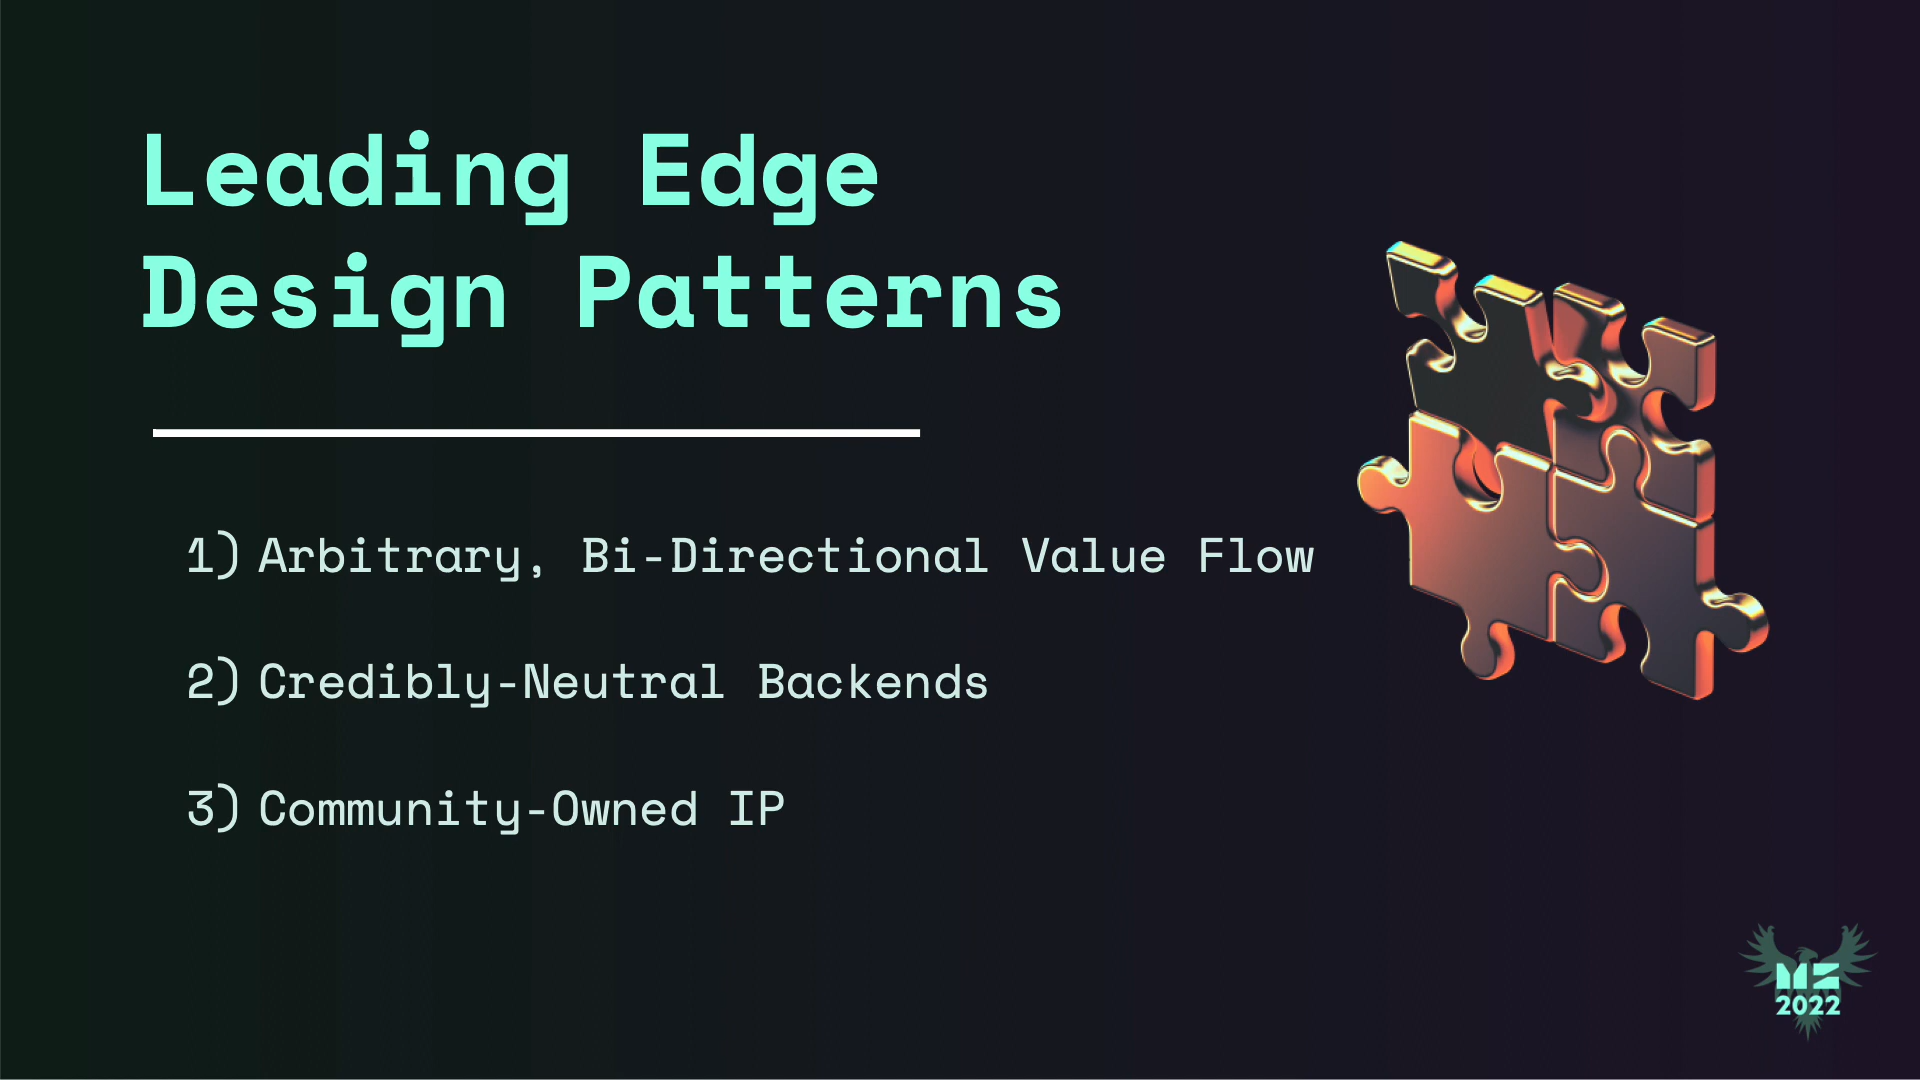 Leading Edge
Design Patterns
1) Arbitrary, Bi-Directional Value Flow
2) Credibly-Neutral Backends
3) Community-Owned IP
2022